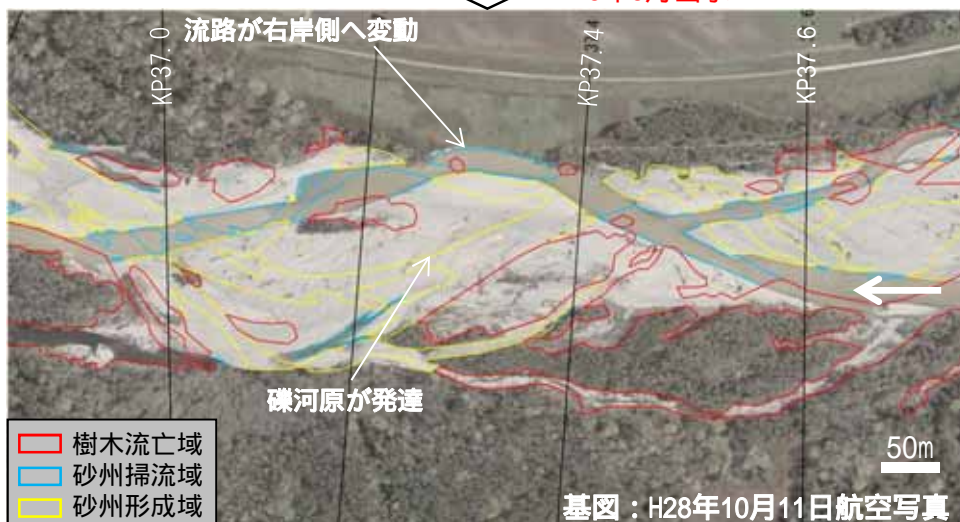 流路が右岸側へ変動
KP37.0
KP37.4
KP37.6
礫河原が発達
樹木流亡域
砂州掃流域
砂州形成域
50m
基図：H28年10月11日航空写真